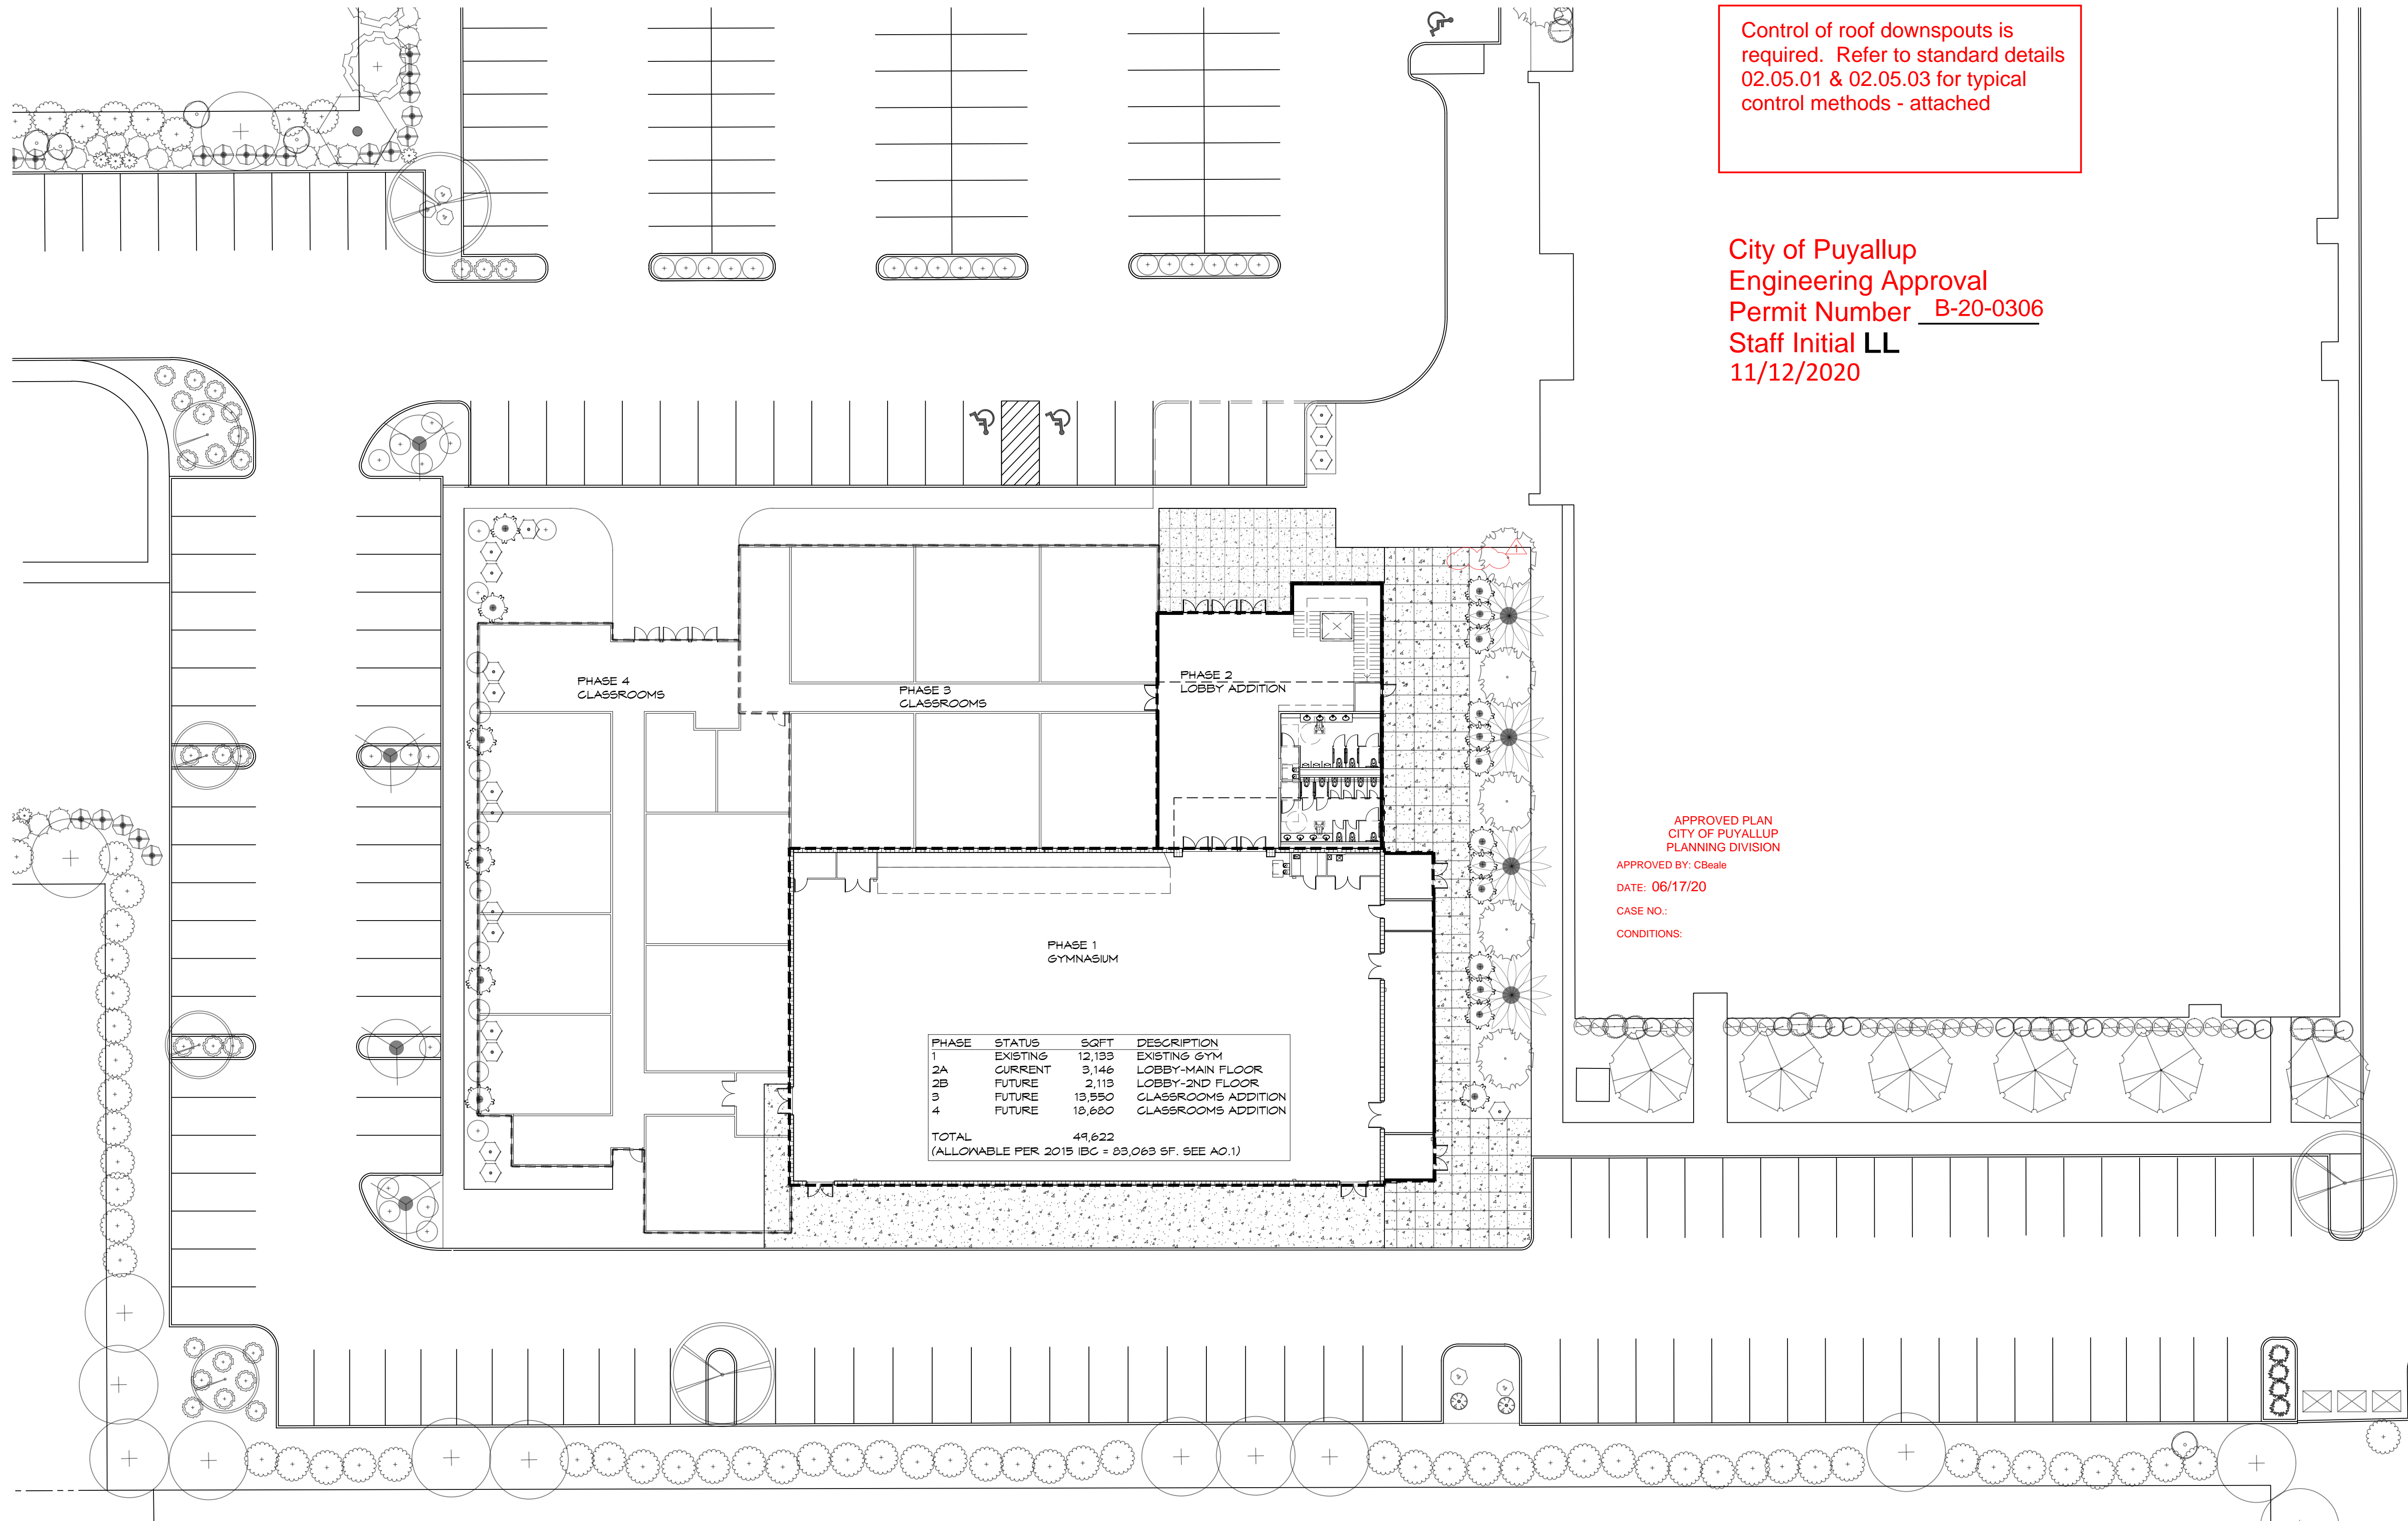 Control of roof downspouts is
required. Refer to standard details
02.05.01 & 02.05.03 for typical
control methods - attached
City of Puyallup
Engineering Approval
Permit Number B-20-0306
Staff Initial LL
11/12/2020
1
PHASE 4
CLASSROOMS
PHASE 3
CLASSROOMS
PHASE 2
LOBBY ADDITION
APPROVED PLAN
CITY OF PUYALLUP
PLANNING DIVISION
APPROVED BY: CBeale
DATE: 06/17/20
CASE NO.:
CONDITIONS:
PHASE 1
GYMNASIUM
PHASE STATUS SQFT DESCRIPTION
1 EXISTING 12,133 EXISTING GYM
2A CURRENT 3,146 LOBBY-MAIN FLOOR
2B FUTURE 2,113 LOBBY-2ND FLOOR
3 FUTURE 13,550 CLASSROOMS ADDITION
4 FUTURE 18,680 CLASSROOMS ADDITION
TOTAL 49,622
(ALLOWABLE PER 2015 IBC = 83,063 SF. SEE A0.1)